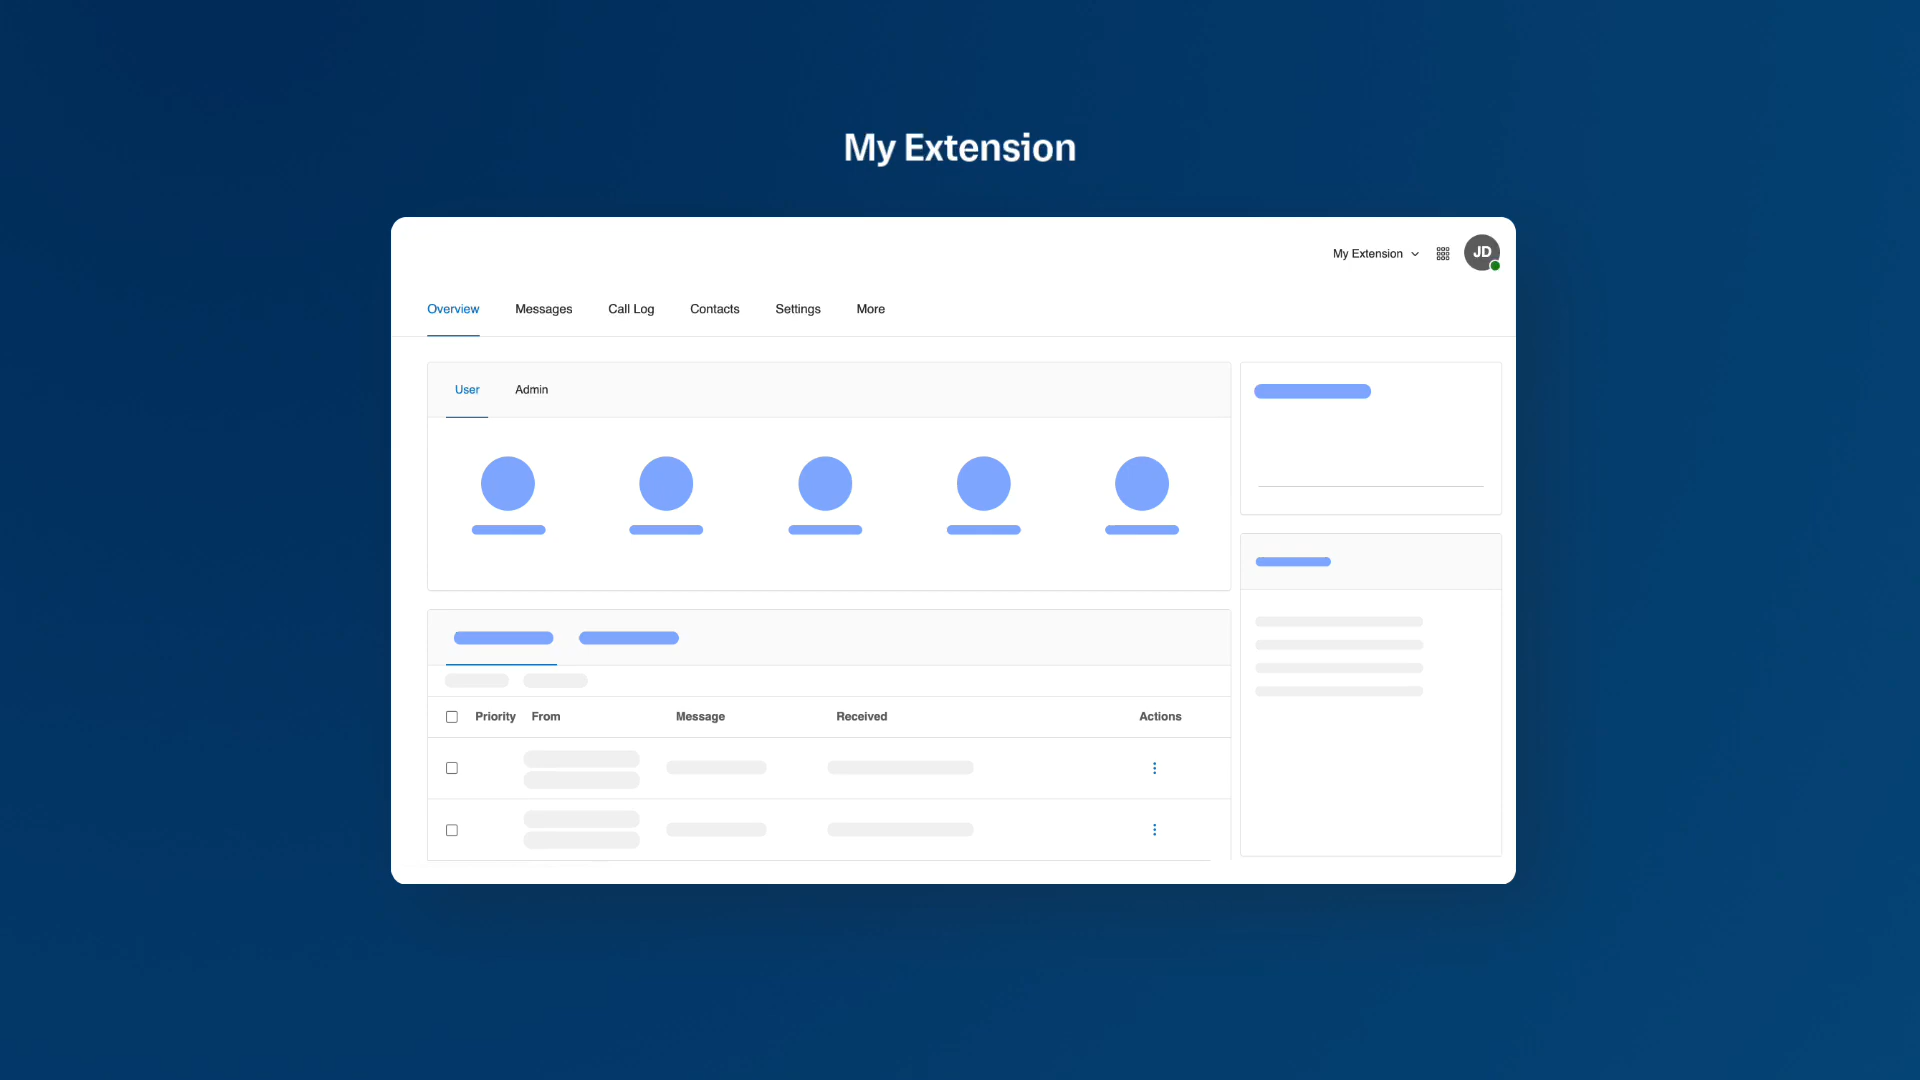 My Extension
My Extension JD
Overview Messages Call Log Contacts Settings More
User Admin
Priority From Message Received Actions